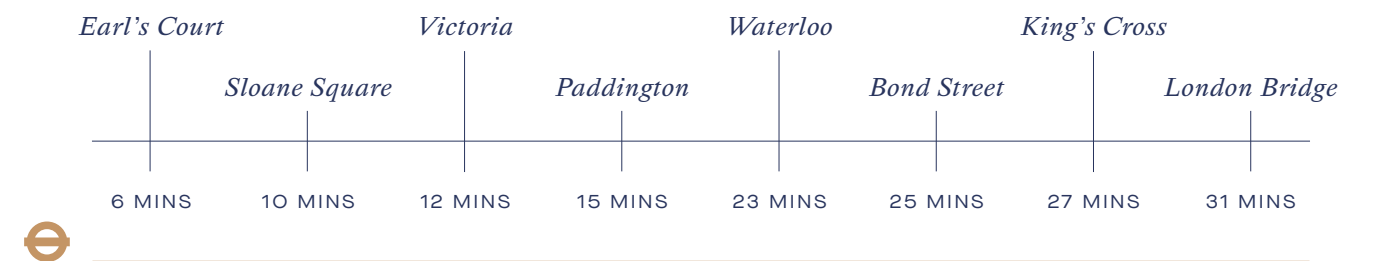 Earl’s Court
Victoria
Waterloo
King’s Cross
Sloane Square
Paddington
Bond Street
London Bridge
6 MINS
10 MINS
12 MINS
15 MINS
23 MINS
25 MINS
27 MINS
31 MINS